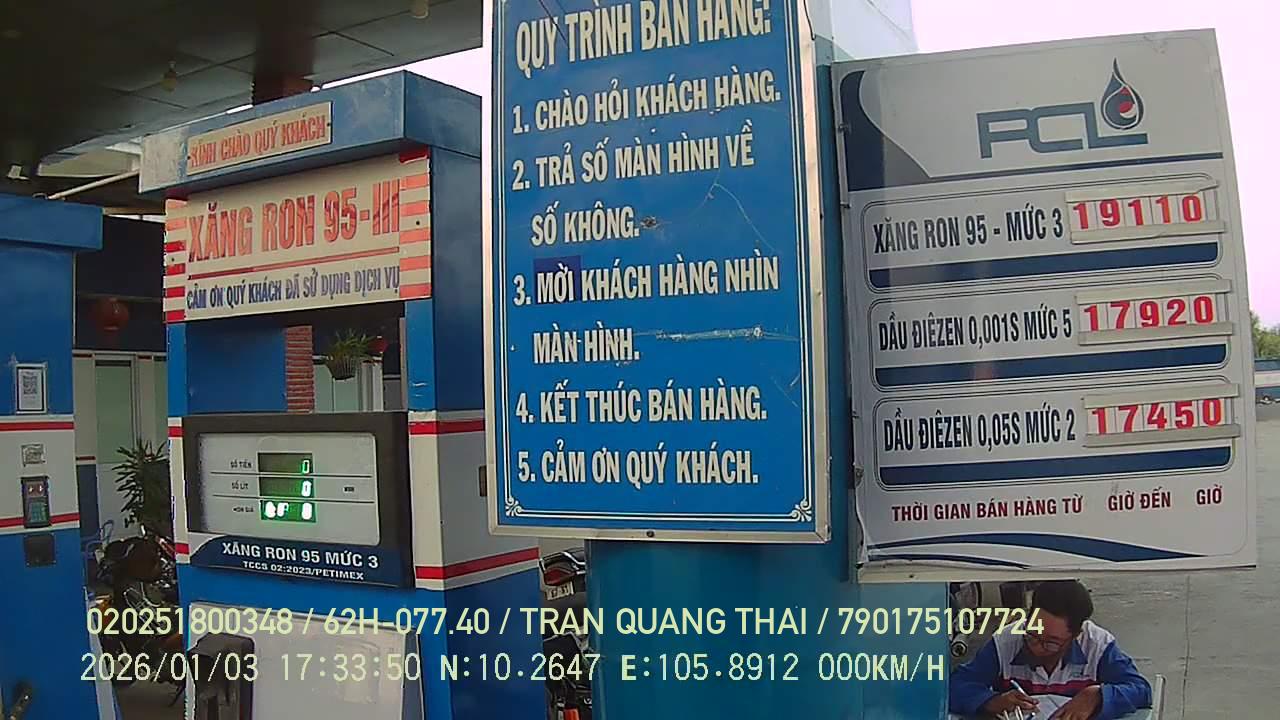 KÍNH CHÀO QUÝ KHÁCH
XĂNG RON 95-III
CẢM ƠN QUÝ KHÁCH ĐÃ SỬ DỤNG DỊCH VỤ
SỐ TIỀN 0
SỐ LÍT 0
ĐƠN GIÁ
XĂNG RON 95 MỨC 3
TCCS 02:2023/PETIMEX
QUY TRÌNH BÁN HÀNG:
1. CHÀO HỎI KHÁCH HÀNG.
2. TRẢ SỐ MÀN HÌNH VỀ
SỐ KHÔNG.
3. MỜI KHÁCH HÀNG NHÌN
MÀN HÌNH.
4. KẾT THÚC BÁN HÀNG.
5. CẢM ƠN QUÝ KHÁCH.
PCL
XĂNG RON 95 - MỨC 3 19110
DẦU ĐIÊZEN 0,001S MỨC 5 17920
DẦU ĐIÊZEN 0,05S MỨC 2 17450
THỜI GIAN BÁN HÀNG TỪ GIỜ ĐẾN GIỜ
020251800348 / 62H-077.40 / TRAN QUANG THAI / 790175107724
2026/01/03 17:33:50 N:10.2647 E:105.8912 000KM/H